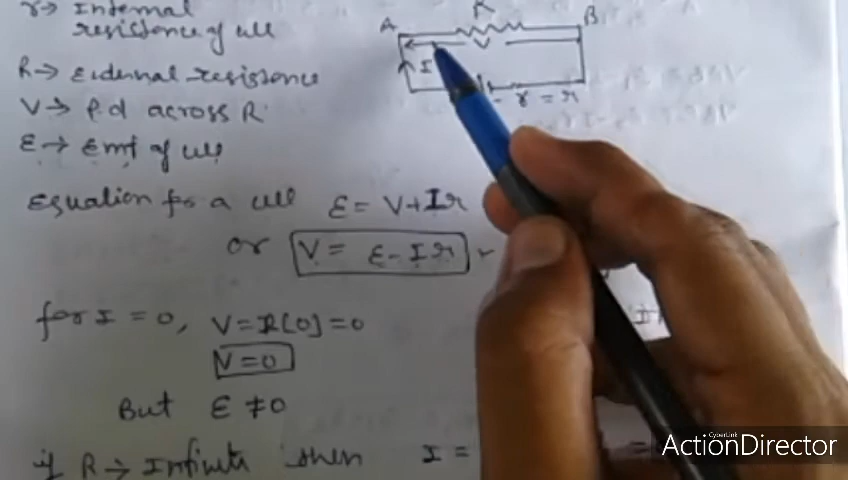 r→ Internal
resistance of cell
R→ External resistance
V→ P.d across R
ε→ Emf of cell
A R B
V
I
r = r
Equation for a cell ε = V+Ir
or V = ε-Ir
for I = 0, V=R[0]=0
V=0
But ε ≠0
if R→ Infinite then I = =
CyberLink
ActionDirector